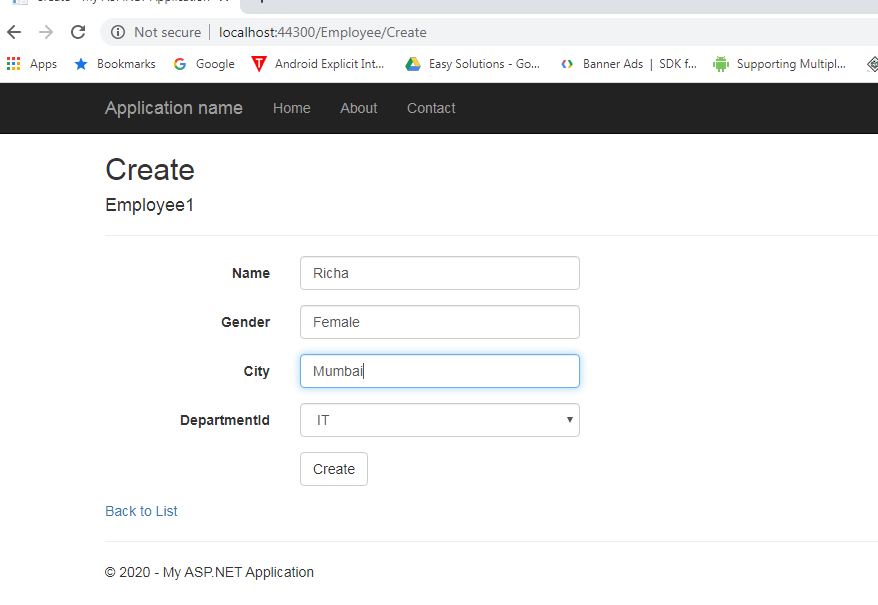 Not secure | localhost:44300/Employee/Create
Apps Bookmarks Google Android Explicit Int... Easy Solutions - Go... Banner Ads | SDK f... Supporting Multipl...
Application name Home About Contact
Create
Employee1
Name Richa
Gender Female
City Mumbai
DepartmentId IT
Create
Back to List
© 2020 - My ASP.NET Application